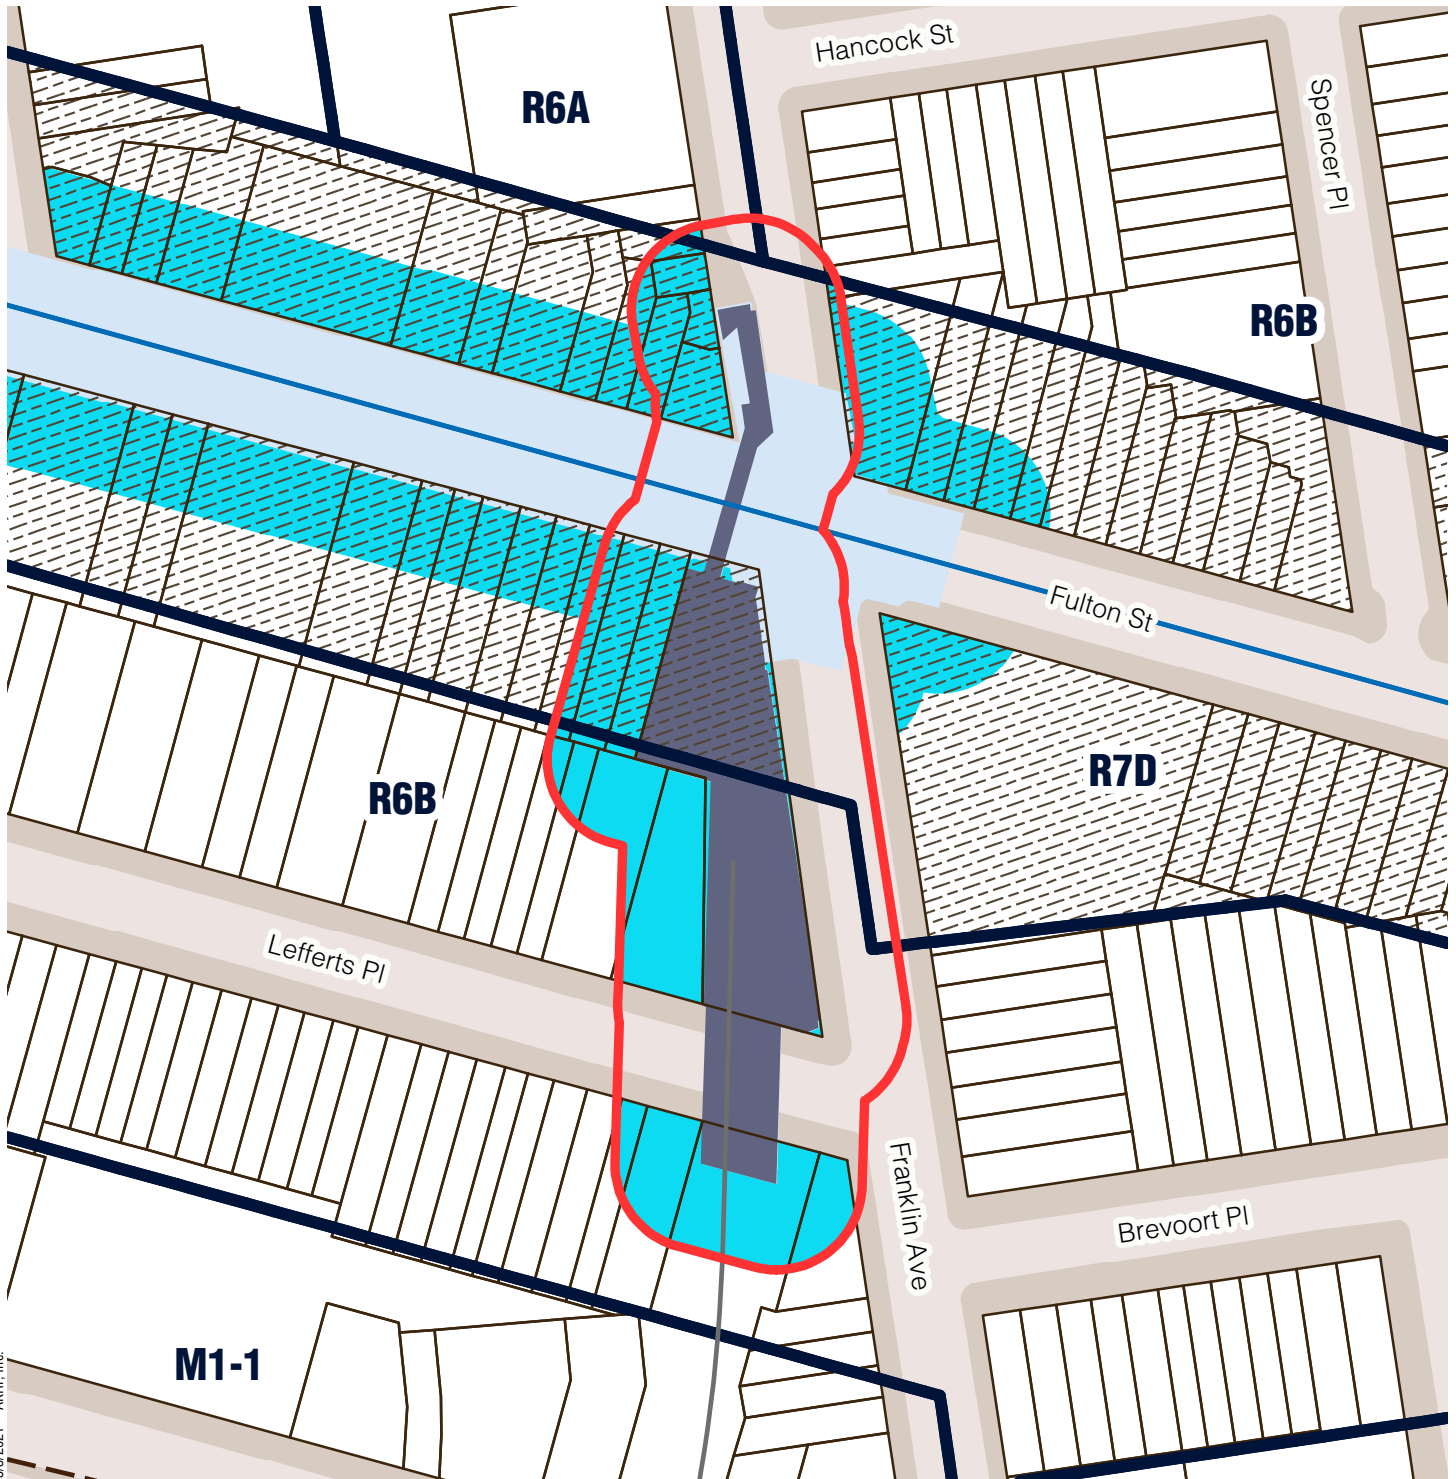 Hancock St
Spencer Pl
R6A
R6B
Fulton St
R7D
R6B
Lefferts Pl
Franklin Ave
Brevoort Pl
M1-1